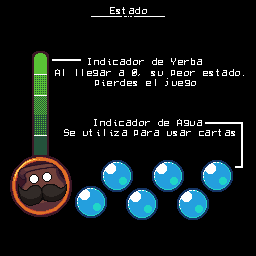 Estado
Indicador de Yerba
Al llegar a 0, su peor estado.
Pierdes el juego
Indicador de Agua
Se utiliza para usar cartas